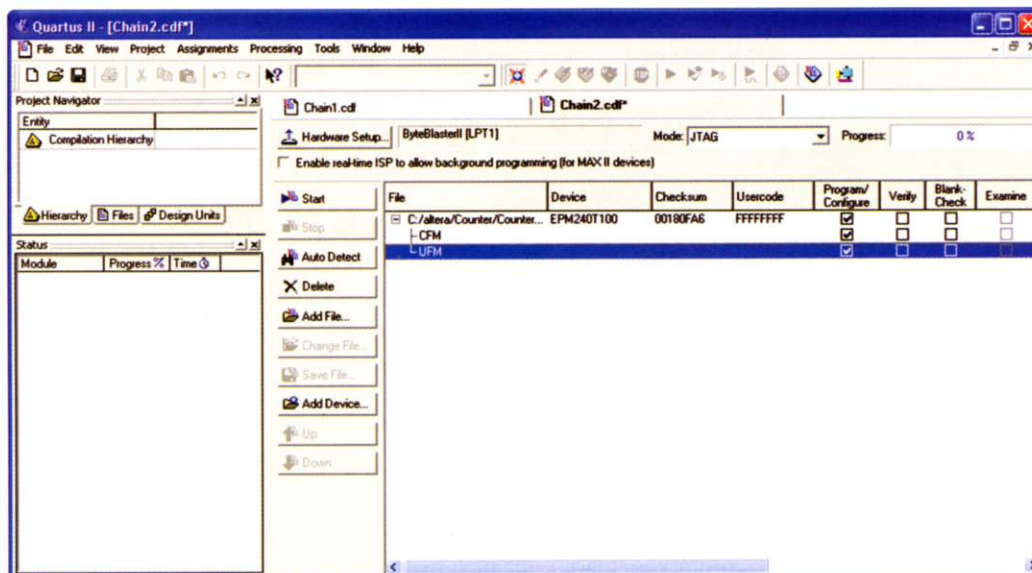 Quartus II - [Chain2.cdf*]
File Edit View Project Assignments Processing Tools Window Help
Project Navigator
Entity
Compilation Hierarchy
Hierarchy Files Design Units
Status
Module Progress % Time
Chain1.cdf Chain2.cdf*
Hardware Setup... ByteBlasterII [LPT1] Mode: JTAG Progress: 0 %
Enable real-time ISP to allow background programming (for MAX II devices)
Start
Stop
Auto Detect
Delete
Add File...
Change File...
Save File...
Add Device...
Up
Down
File Device Checksum Usercode Program/Configure Verify Blank-Check Examine
C:/altera/Counter/Counter... EPM240T100 00180FA6 FFFFFFFF
CFM
UFM